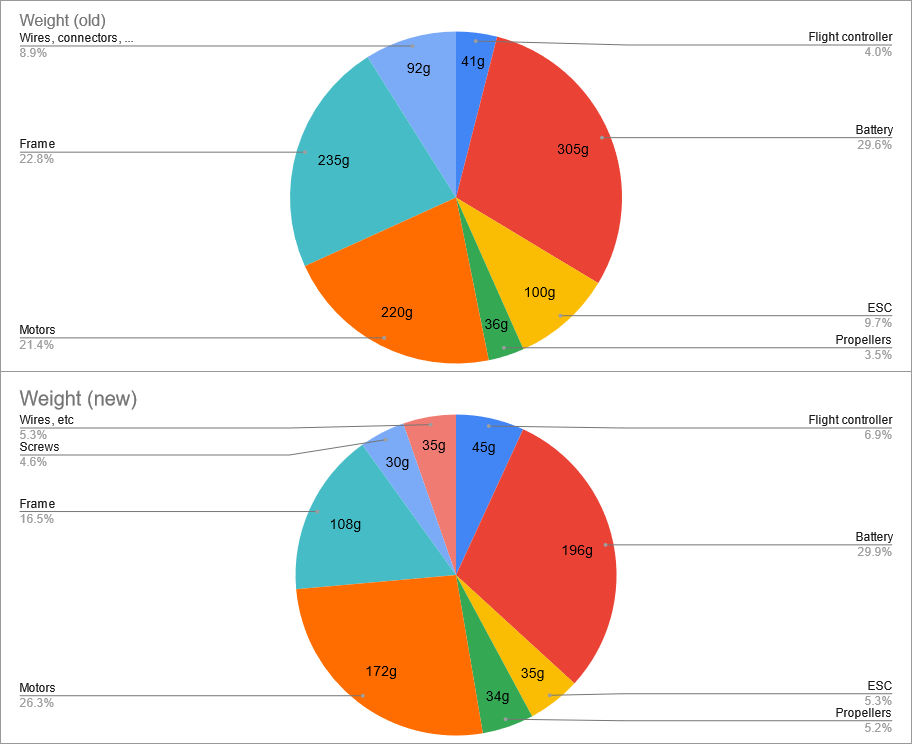 Weight (old)
Wires, connectors, ...
8.9%
Flight controller
4.0%
92g
41g
Battery
29.6%
305g
Frame
22.8%
235g
100g
ESC
9.7%
220g
36g
Motors
21.4%
Propellers
3.5%
Weight (new)
Wires, etc
5.3%
Flight controller
6.9%
Screws
4.6%
35g
45g
30g
Frame
16.5%
108g
Battery
29.9%
196g
172g
35g
34g
Motors
26.3%
ESC
5.3%
Propellers
5.2%